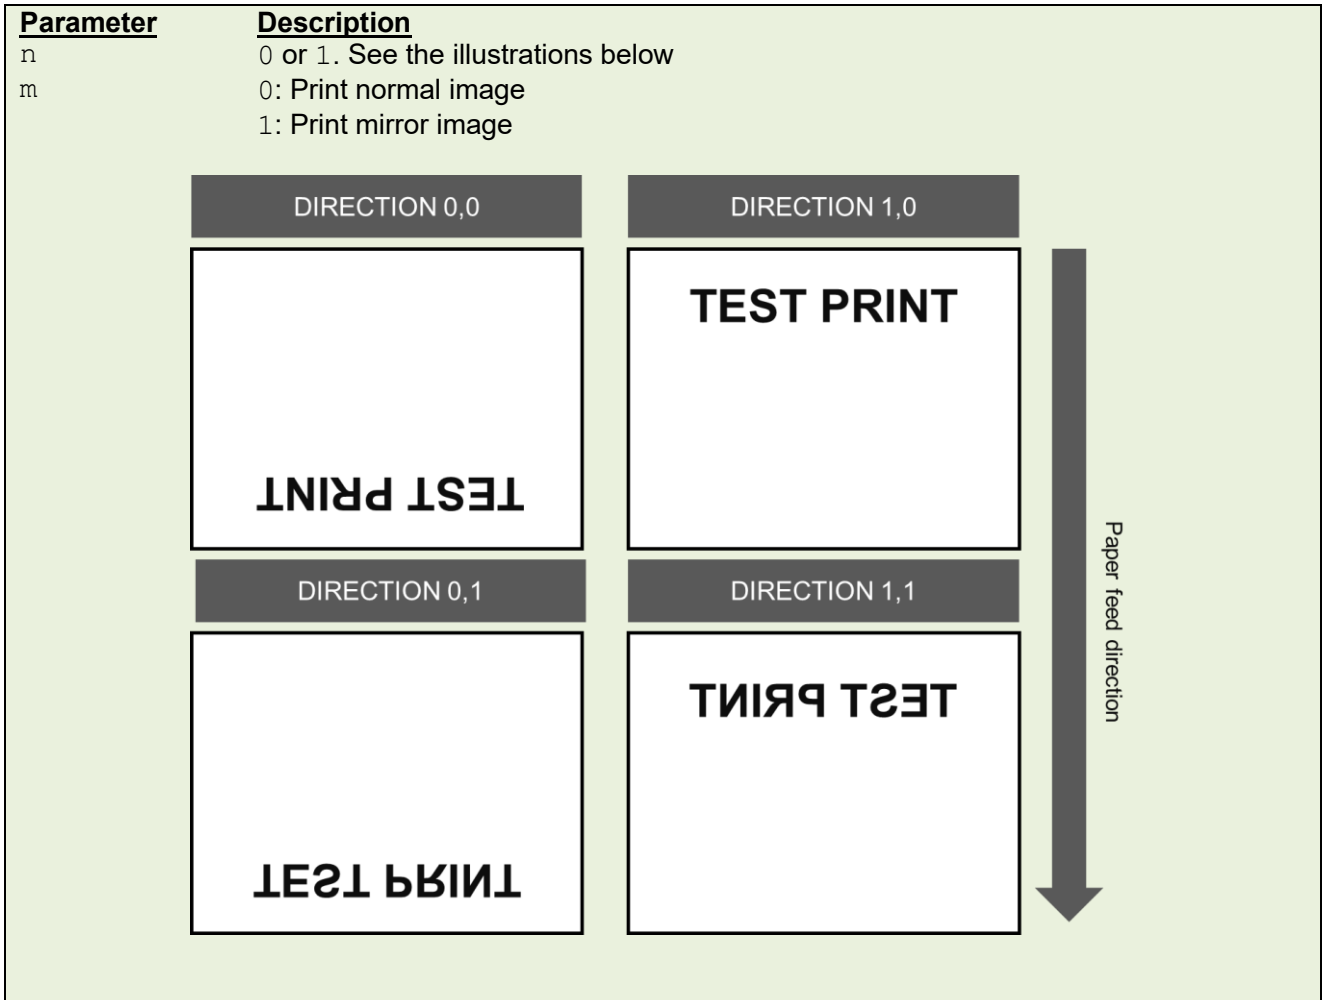 Parameter Description
n 0 or 1. See the illustrations below
m 0: Print normal image
1: Print mirror image
DIRECTION 0,0 DIRECTION 1,0
TEST PRINT
TEST PRINT
DIRECTION 0,1 DIRECTION 1,1
TEST PRINT
TEST PRINT
Paper feed direction